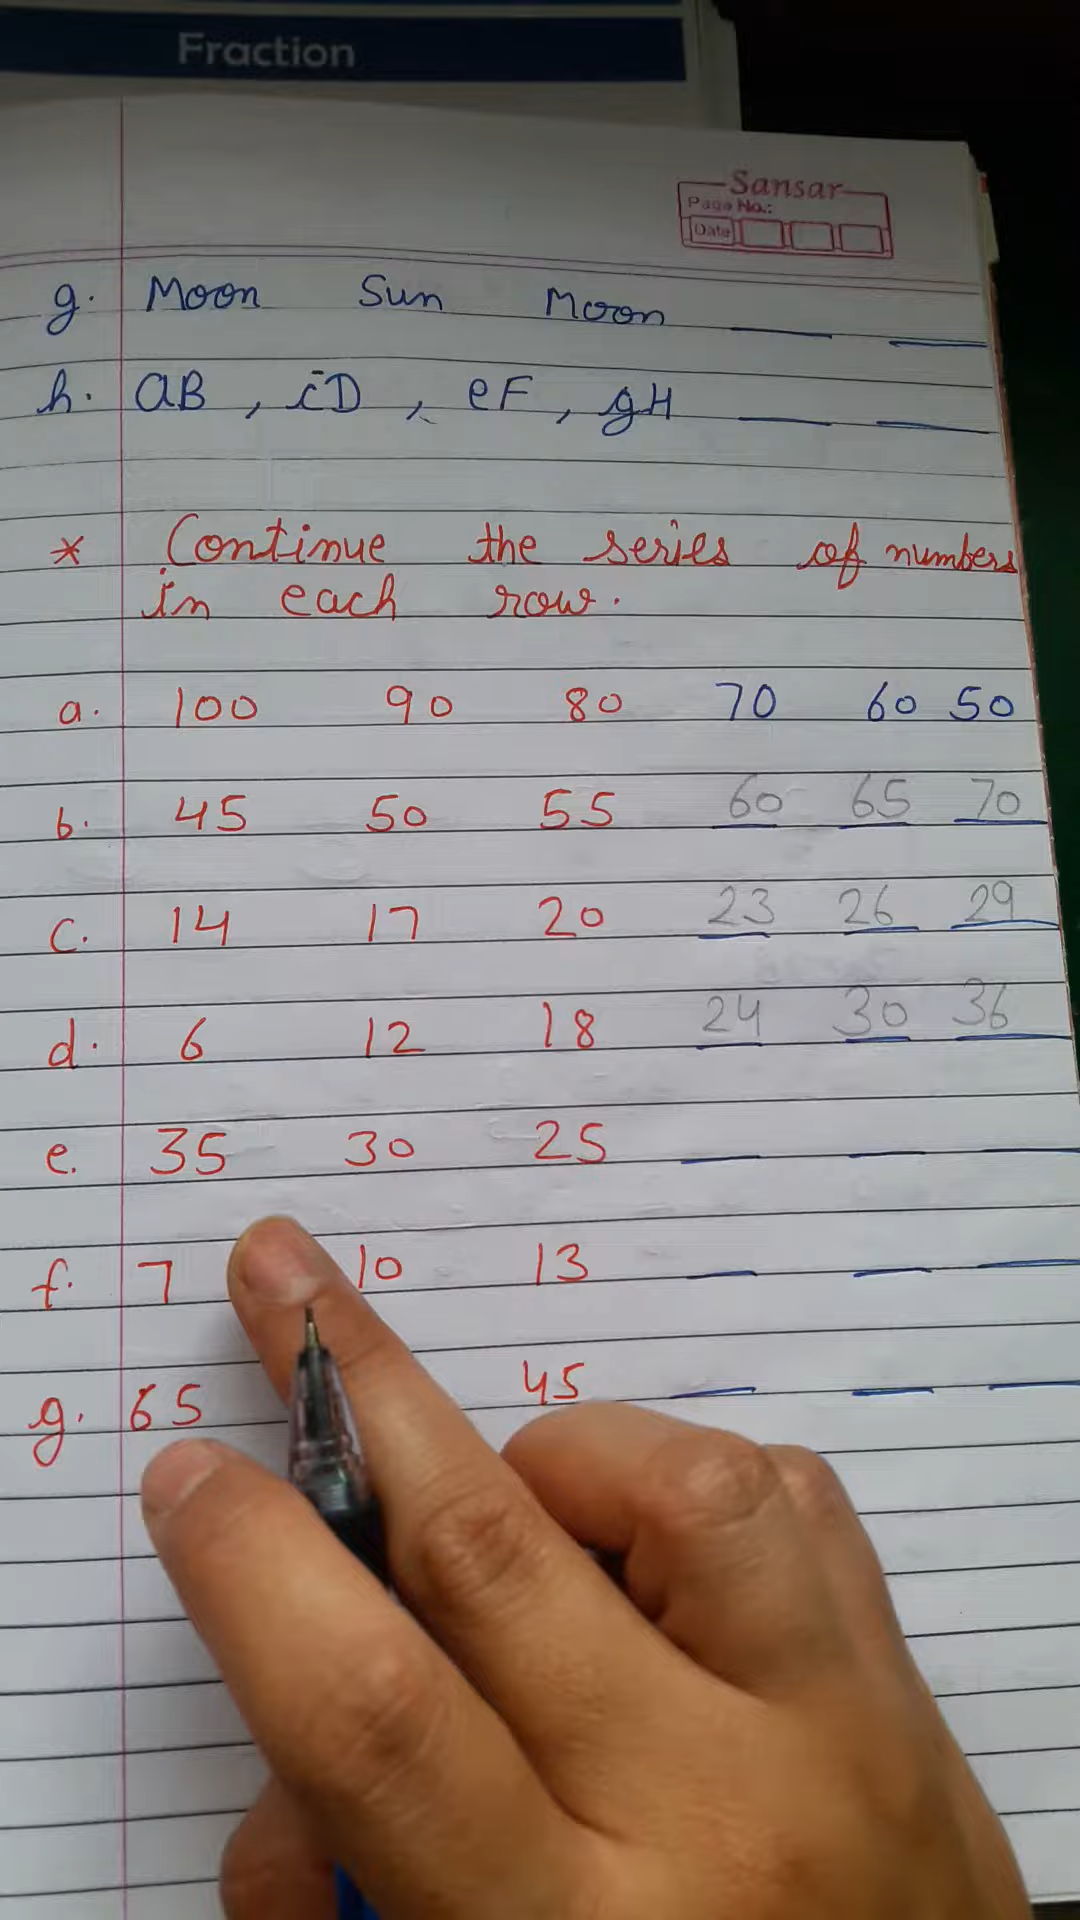 Fraction
Sansar
Page No.:
Date
g. Moon Sun Moon
h. aB , cD , eF , gH
* Continue the series of numbers
in each row.
a. 100 90 80 70 60 50
b. 45 50 55 60 65 70
c. 14 17 20 23 26 29
d. 6 12 18 24 30 36
e. 35 30 25
f. 7 10 13
g. 65 45